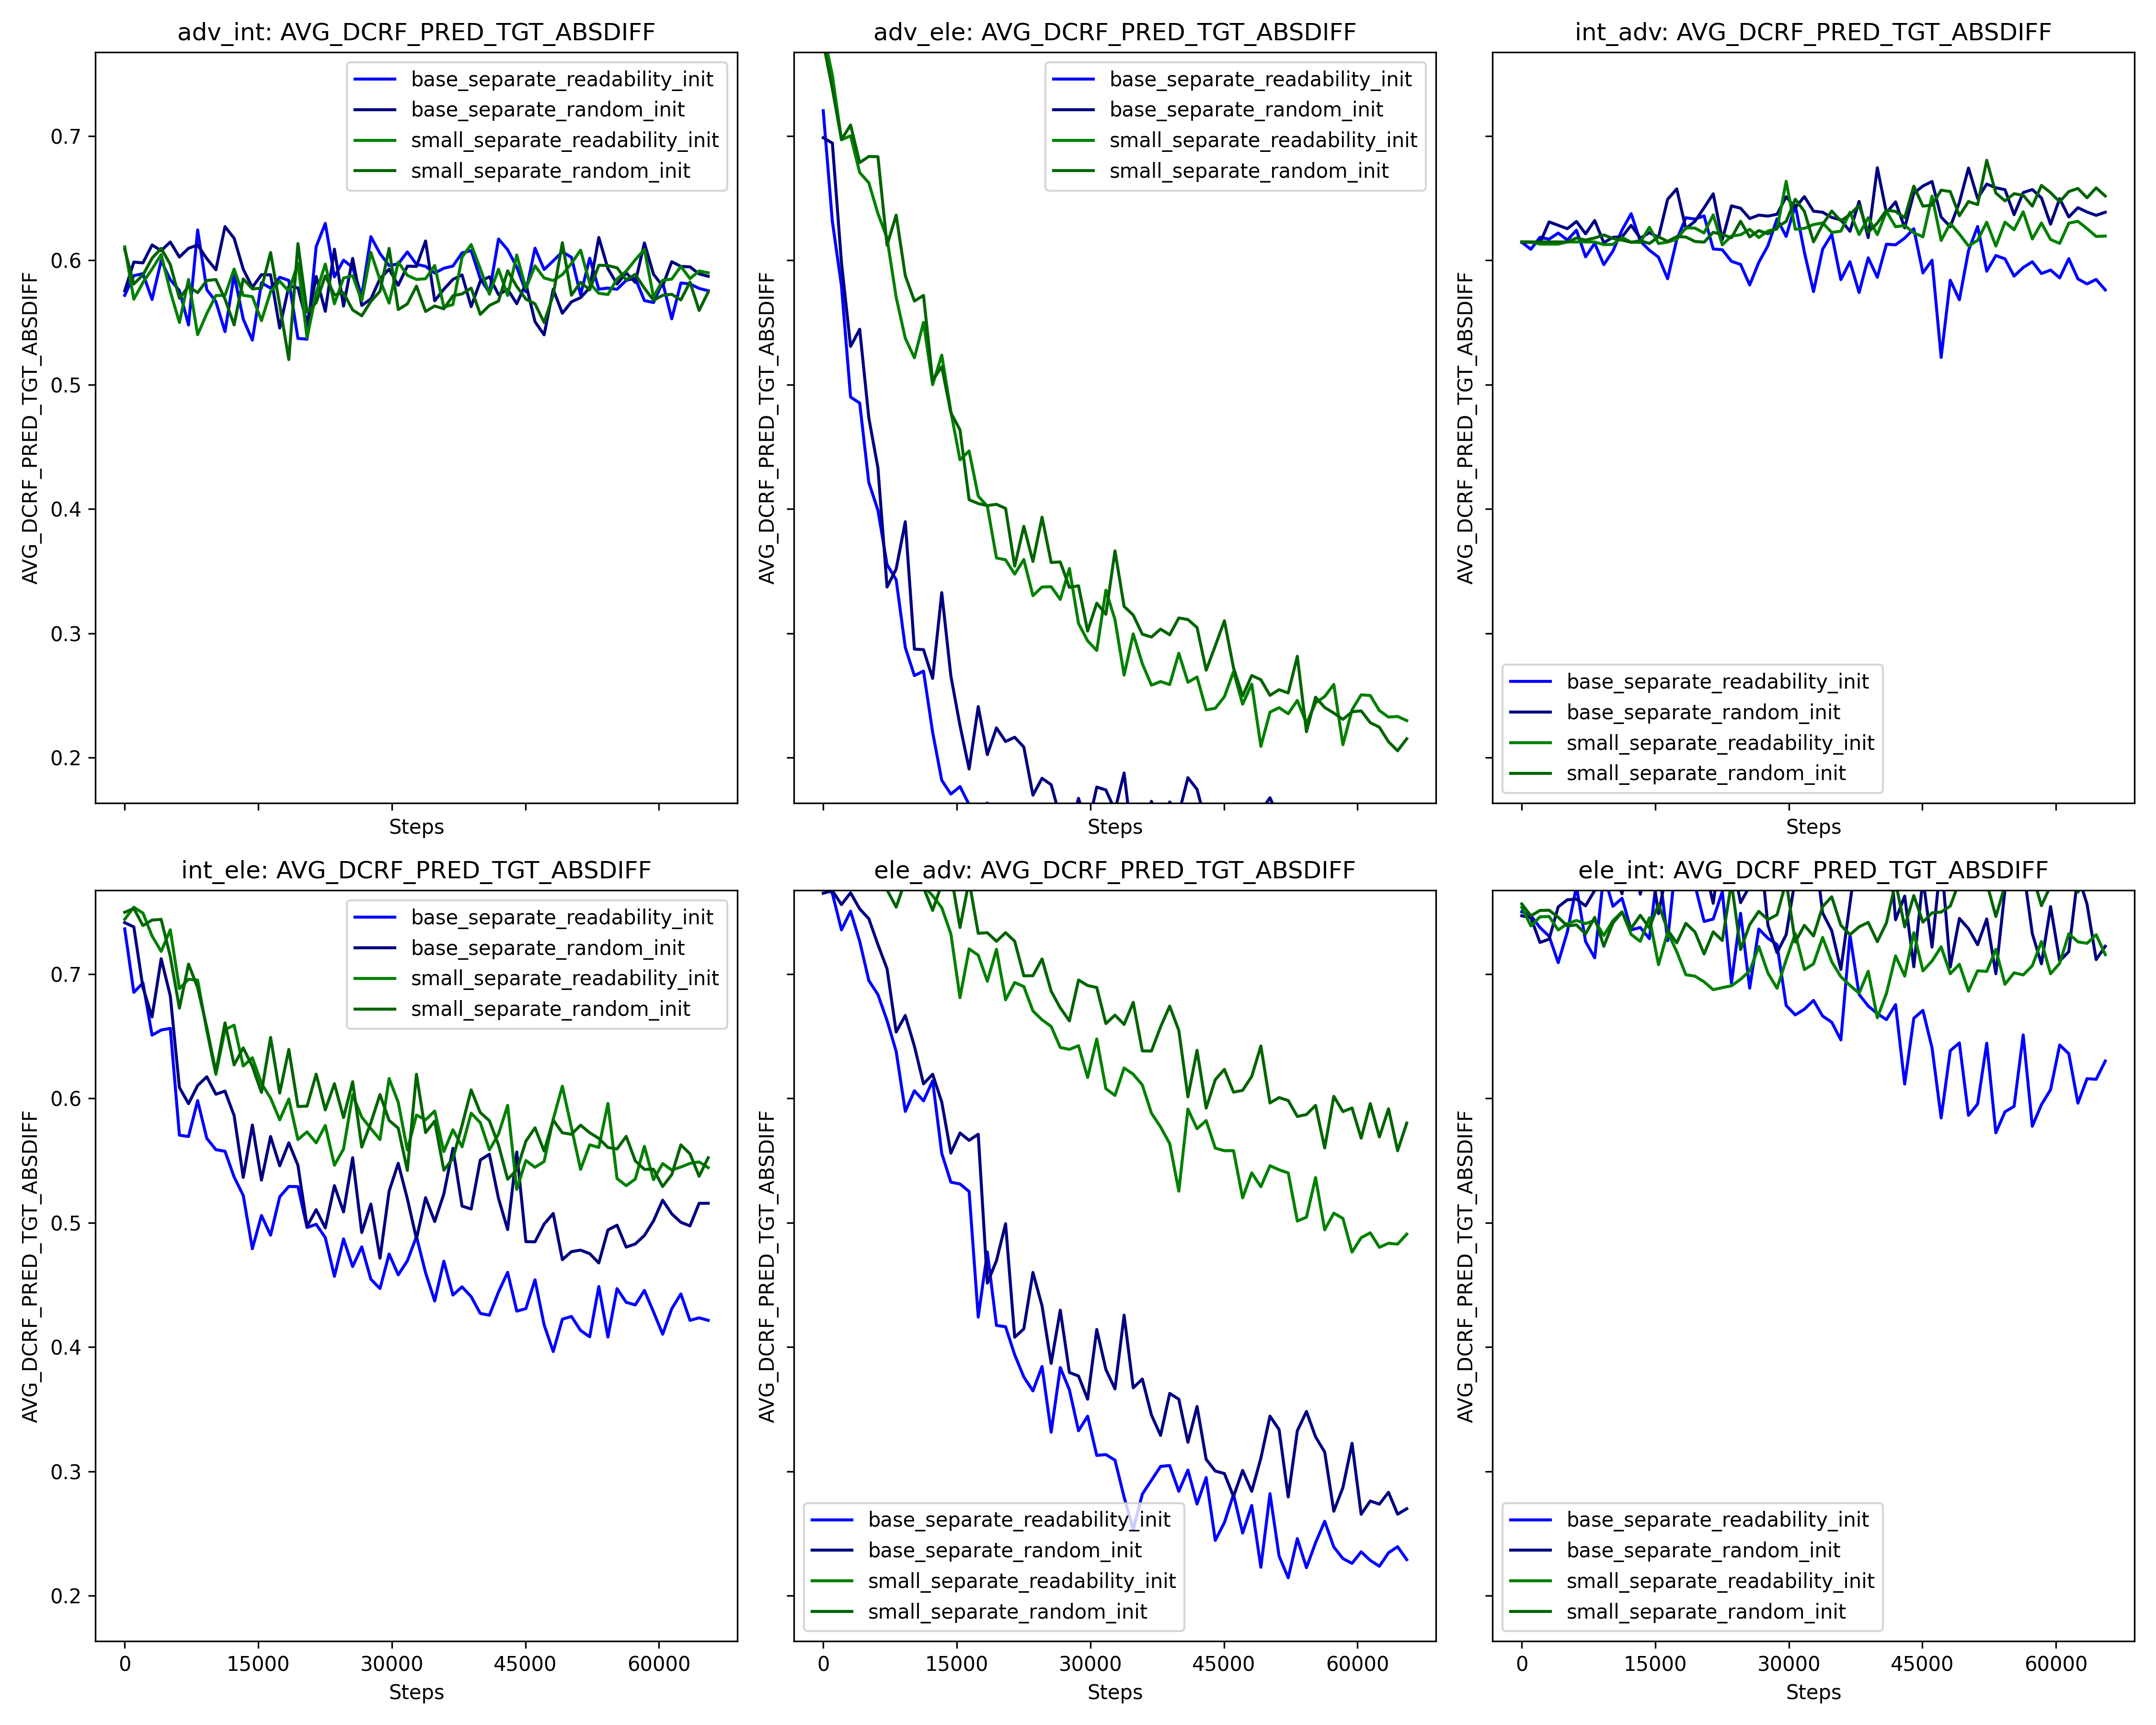 adv_int: AVG_DCRF_PRED_TGT_ABSDIFF
AVG_DCRF_PRED_TGT_ABSDIFF
0.7
0.6
0.5
0.4
0.3
0.2
base_separate_readability_init
base_separate_random_init
small_separate_readability_init
small_separate_random_init
Steps
adv_ele: AVG_DCRF_PRED_TGT_ABSDIFF
AVG_DCRF_PRED_TGT_ABSDIFF
base_separate_readability_init
base_separate_random_init
small_separate_readability_init
small_separate_random_init
Steps
int_adv: AVG_DCRF_PRED_TGT_ABSDIFF
AVG_DCRF_PRED_TGT_ABSDIFF
base_separate_readability_init
base_separate_random_init
small_separate_readability_init
small_separate_random_init
Steps
int_ele: AVG_DCRF_PRED_TGT_ABSDIFF
AVG_DCRF_PRED_TGT_ABSDIFF
0.7
0.6
0.5
0.4
0.3
0.2
base_separate_readability_init
base_separate_random_init
small_separate_readability_init
small_separate_random_init
0 15000 30000 45000 60000
Steps
ele_adv: AVG_DCRF_PRED_TGT_ABSDIFF
AVG_DCRF_PRED_TGT_ABSDIFF
base_separate_readability_init
base_separate_random_init
small_separate_readability_init
small_separate_random_init
0 15000 30000 45000 60000
Steps
ele_int: AVG_DCRF_PRED_TGT_ABSDIFF
AVG_DCRF_PRED_TGT_ABSDIFF
base_separate_readability_init
base_separate_random_init
small_separate_readability_init
small_separate_random_init
0 15000 30000 45000 60000
Steps